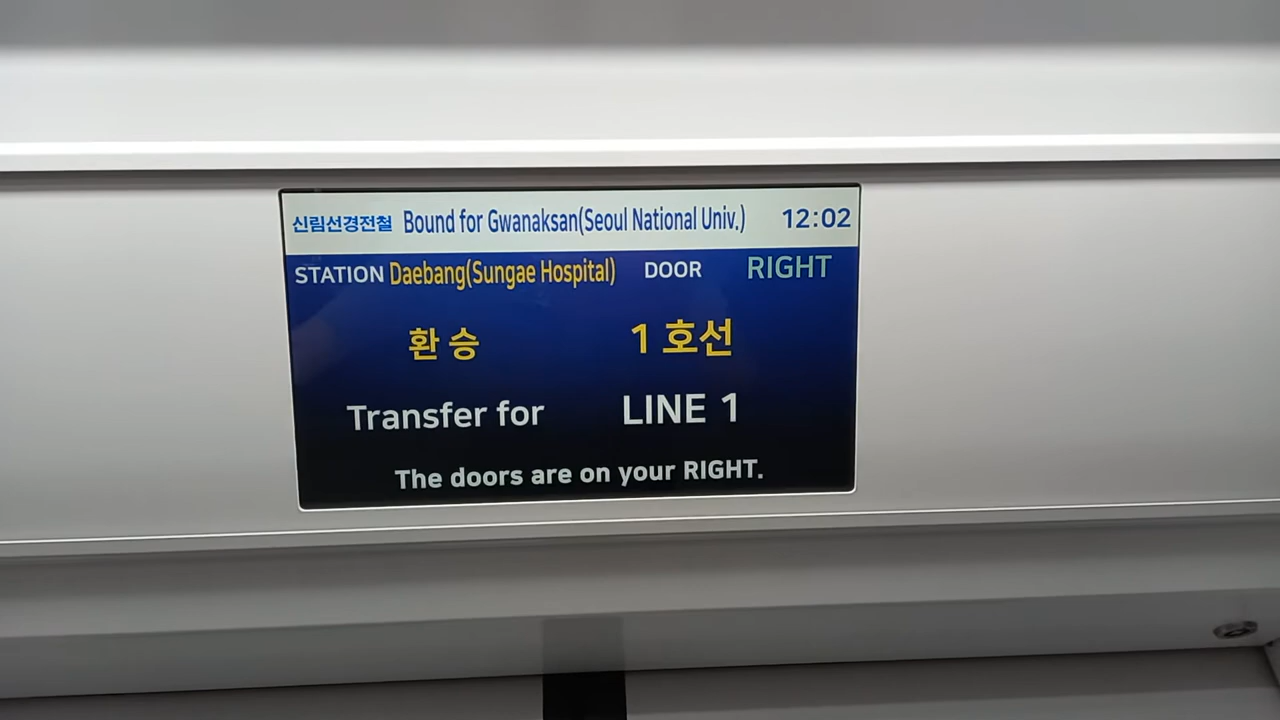 신림선경전철 Bound for Gwanaksan(Seoul National Univ.) 12:02
STATION Daebang(Sungae Hospital) DOOR RIGHT
환승 1호선
Transfer for LINE 1
The doors are on your RIGHT.